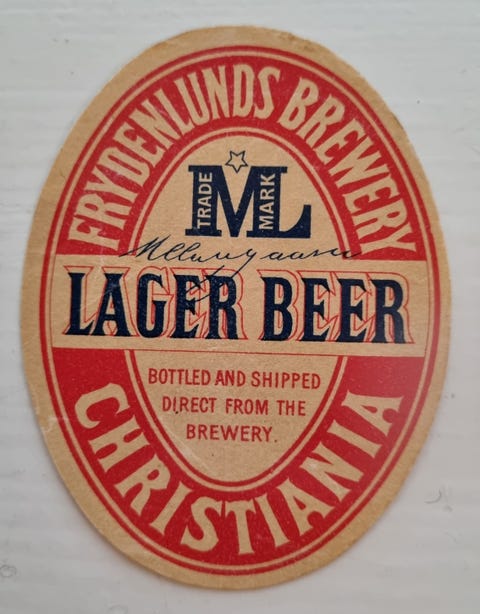 FRYDENLUNDS BREWERY
ML
TRADE MARK
LAGER BEER
BOTTLED AND SHIPPED
DIRECT FROM THE
BREWERY.
CHRISTIANIA